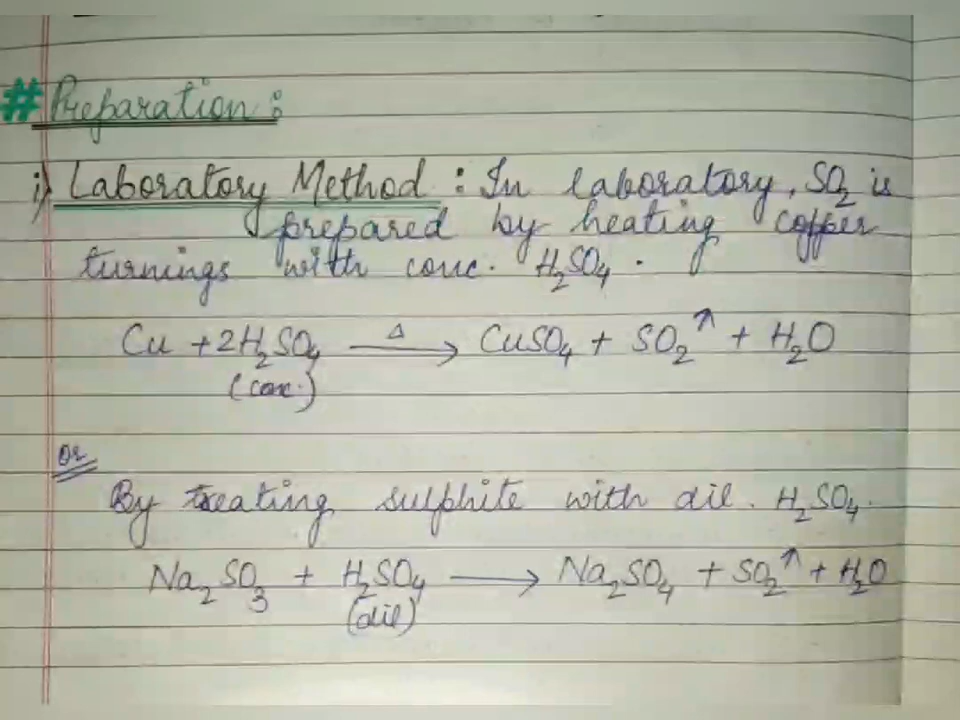 # Preparation :
i) Laboratory Method : In laboratory, SO₂ is
prepared by heating copper
turnings with conc. H₂SO₄.
Cu + 2H₂SO₄ —Δ→ CuSO₄ + SO₂↑ + H₂O
(conc.)
Or
By treating sulphite with dil. H₂SO₄.
Na₂SO₃ + H₂SO₄ ⟶ Na₂SO₄ + SO₂↑ + H₂O
(dil)